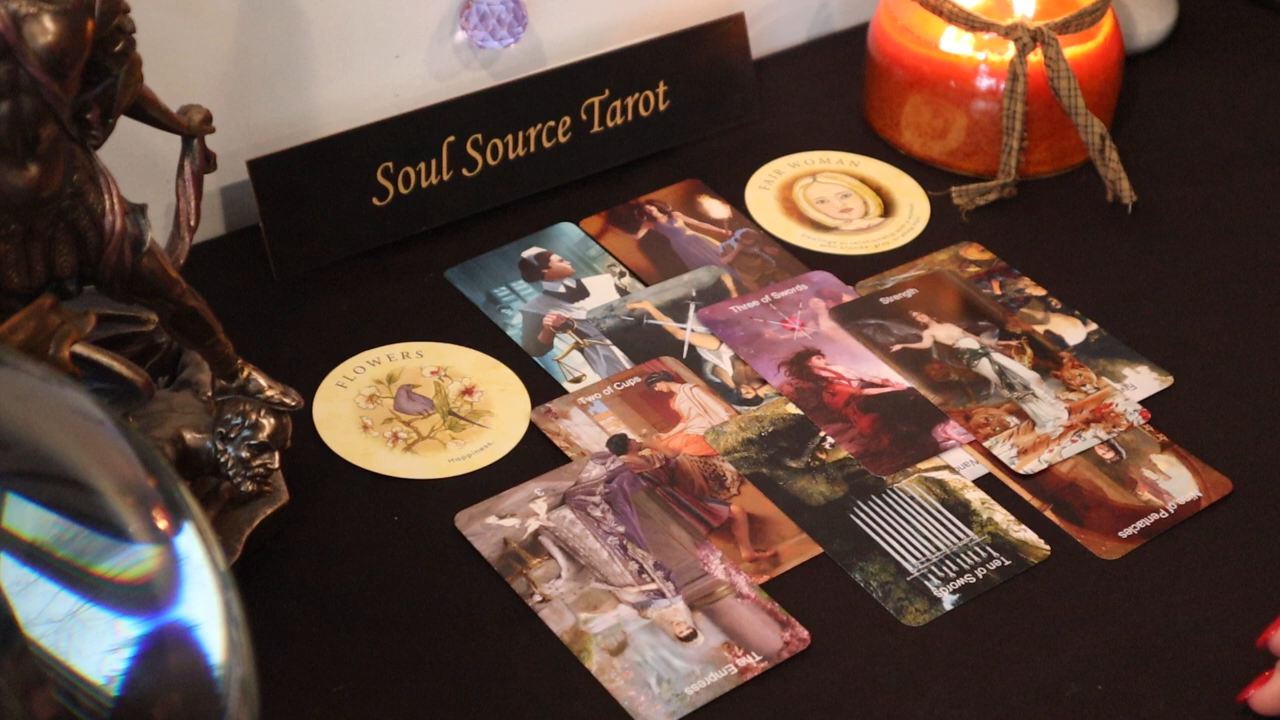 Soul Source Tarot
FAIR WOMAN
Three of Swords
Strength
FLOWERS
Happiness.
Two of Cups
Ten of Swords
of Pentacles
The Empress